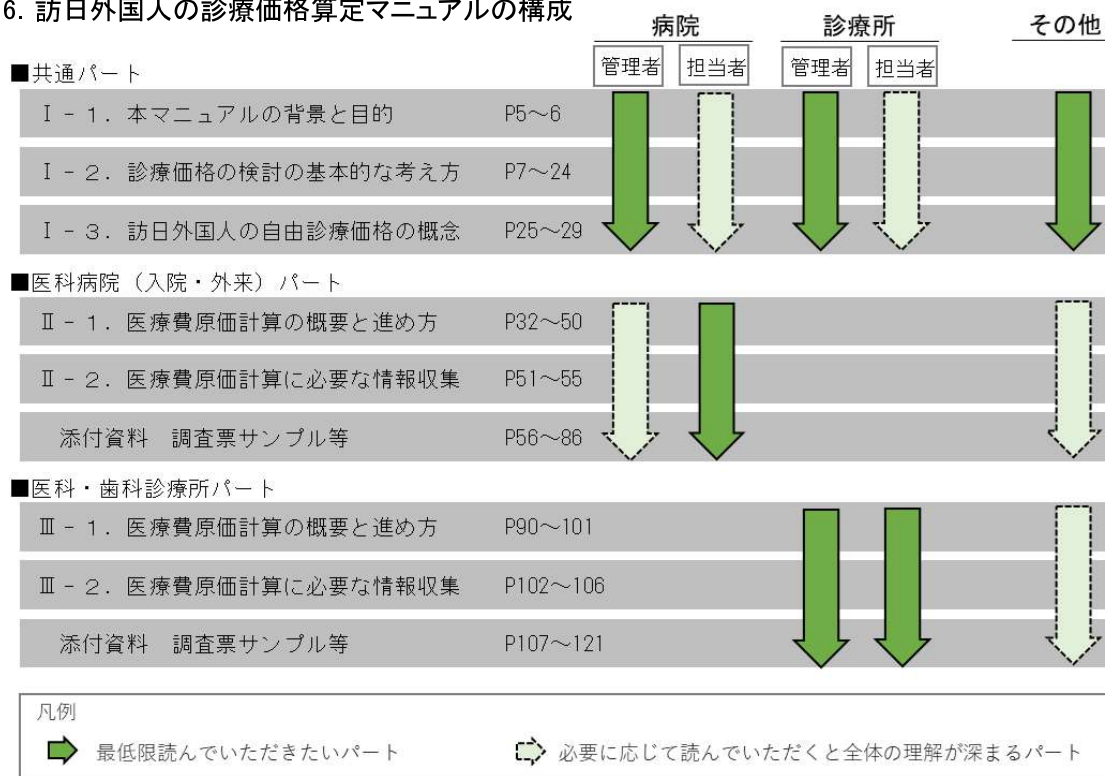 6. 訪日外国人の診療価格算定マニュアルの構成
病院 診療所 その他
管理者 担当者 管理者 担当者
■共通パート
Ⅰ-1. 本マニュアルの背景と目的 P5～6
Ⅰ-2. 診療価格の検討の基本的な考え方 P7～24
Ⅰ-3. 訪日外国人の自由診療価格の概念 P25～29
■医科病院（入院・外来）パート
Ⅱ-1. 医療費原価計算の概要と進め方 P32～50
Ⅱ-2. 医療費原価計算に必要な情報収集 P51～55
添付資料 調査票サンプル等 P56～86
■医科・歯科診療所パート
Ⅲ-1. 医療費原価計算の概要と進め方 P90～101
Ⅲ-2. 医療費原価計算に必要な情報収集 P102～106
添付資料 調査票サンプル等 P107～121
凡例
最低限読んでいただきたいパート 必要に応じて読んでいただくと全体の理解が深まるパート